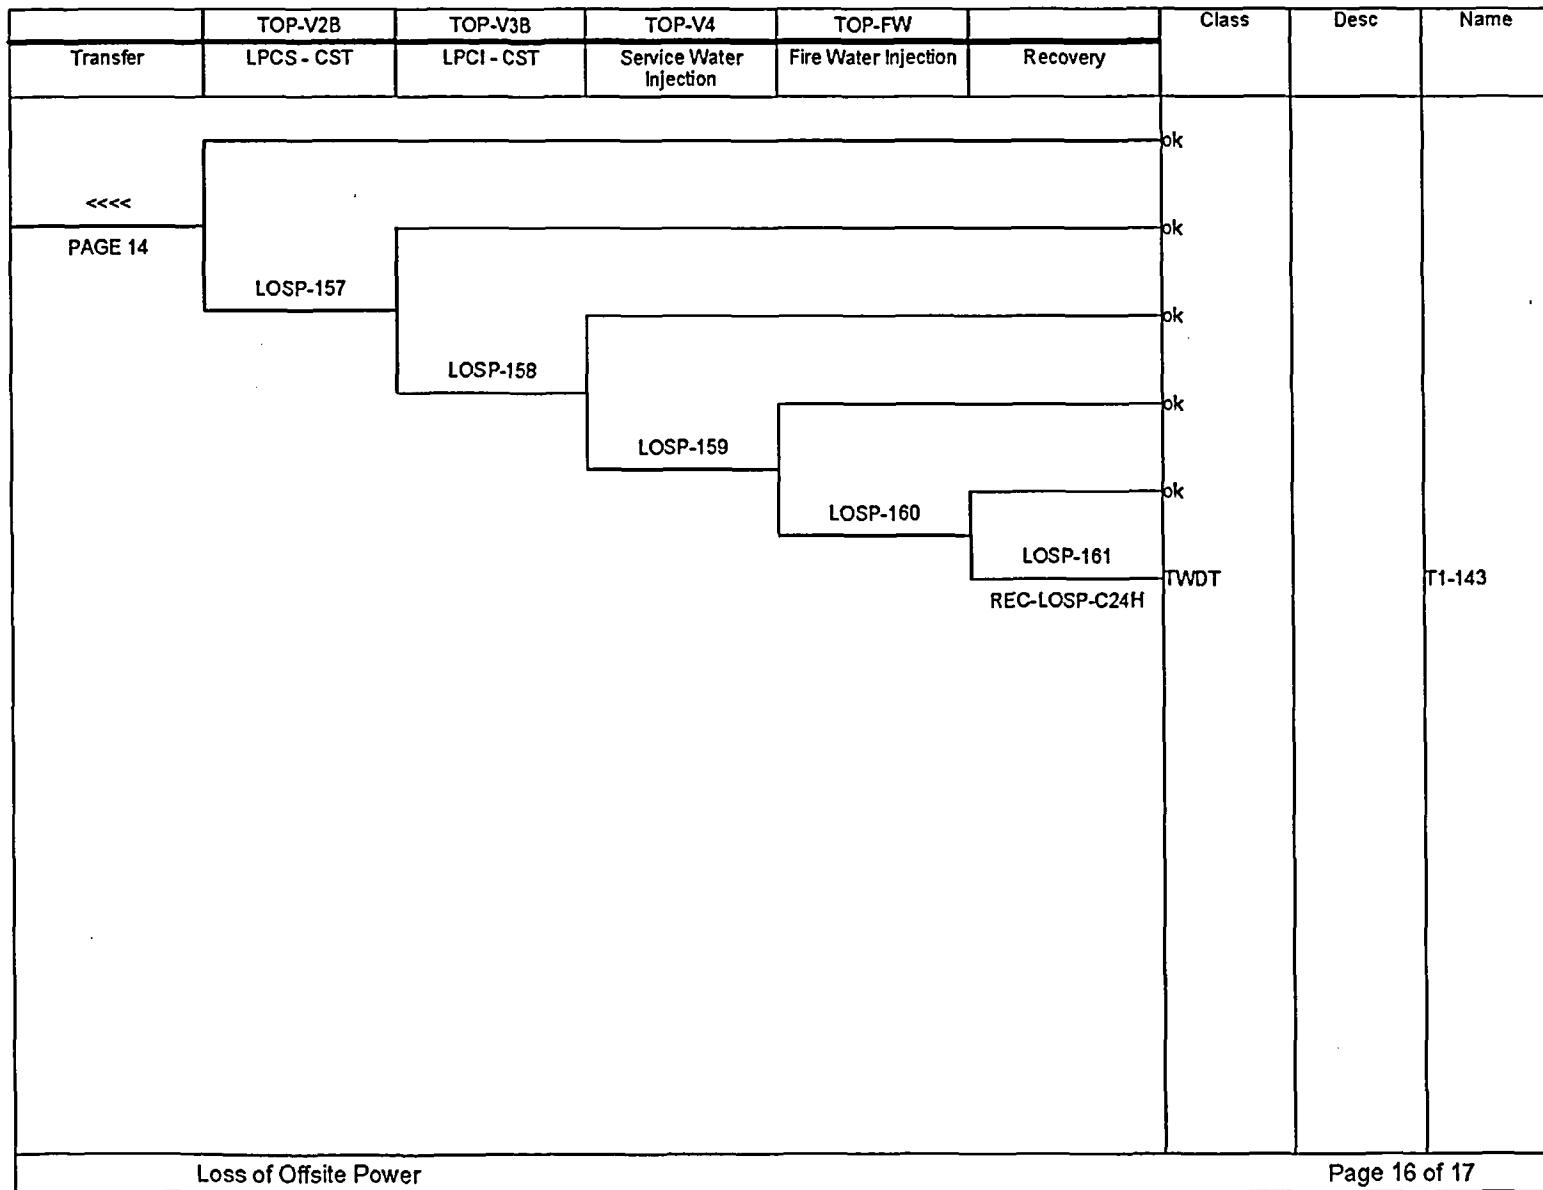 TOP-V2B TOP-V3B TOP-V4 TOP-FW Class Desc Name
Transfer LPCS - CST LPCI - CST Service Water Injection Fire Water Injection Recovery
ok
<<<<
ok
PAGE 14
LOSP-157
ok
LOSP-158
ok
LOSP-159
ok
LOSP-160
LOSP-161
TWDT T1-143
REC-LOSP-C24H
Loss of Offsite Power Page 16 of 17